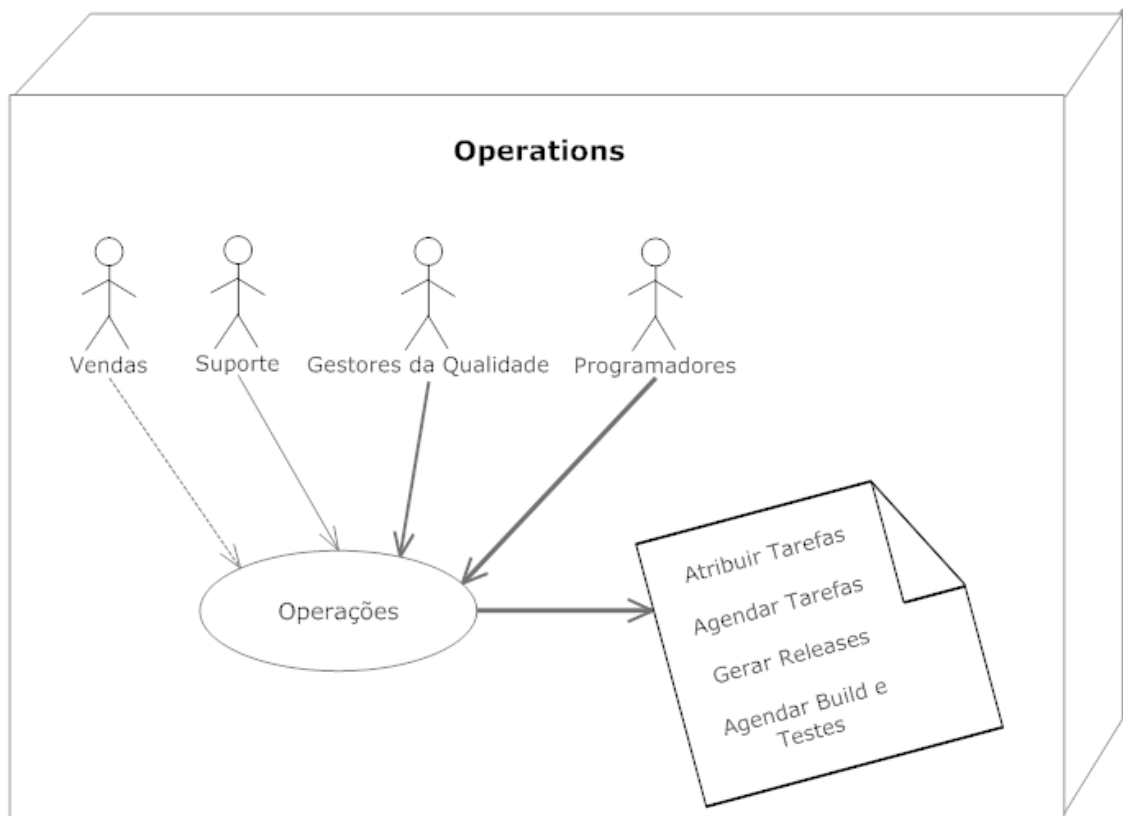 Operations
Vendas
Suporte
Gestores da Qualidade
Programadores
Operações
Atribuir Tarefas
Agendar Tarefas
Gerar Releases
Agendar Build e
Testes